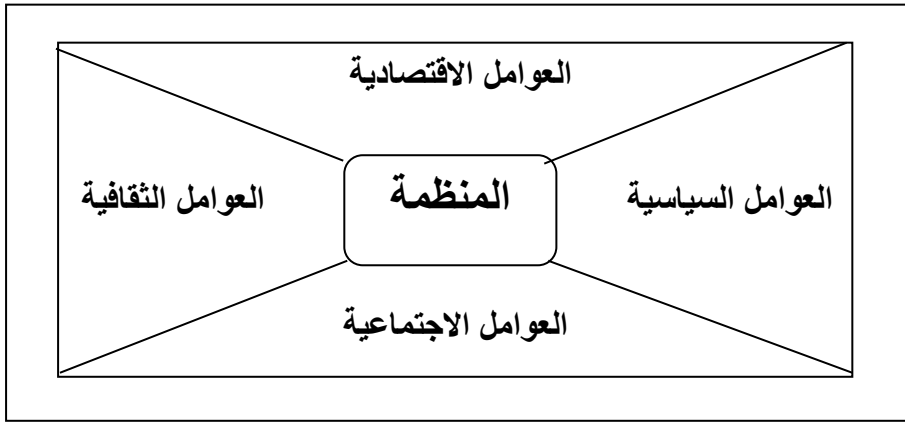 العوامل الاقتصادية
العوامل السياسية
المنظمة
العوامل الثقافية
العوامل الاجتماعية